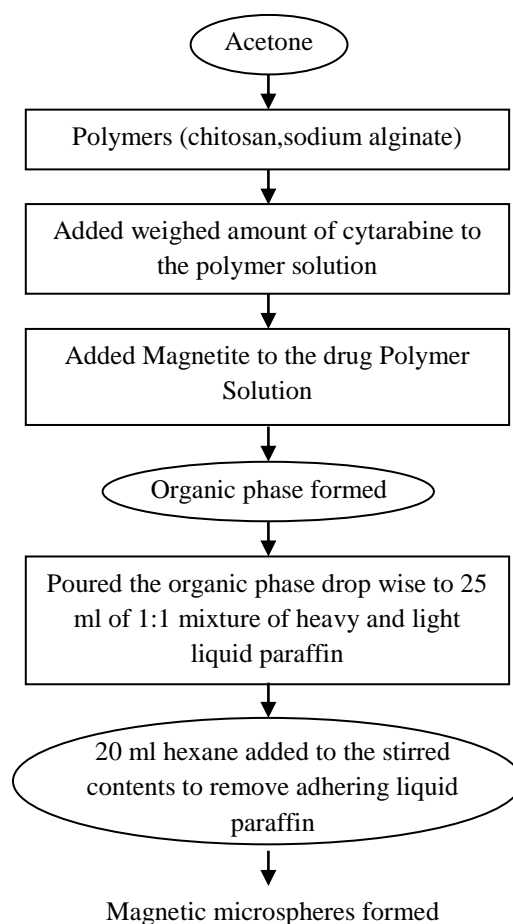 Acetone
Polymers (chitosan,sodium alginate)
Added weighed amount of cytarabine to
the polymer solution
Added Magnetite to the drug Polymer
Solution
Organic phase formed
Poured the organic phase drop wise to 25
ml of 1:1 mixture of heavy and light
liquid paraffin
20 ml hexane added to the stirred
contents to remove adhering liquid
paraffin
Magnetic microspheres formed